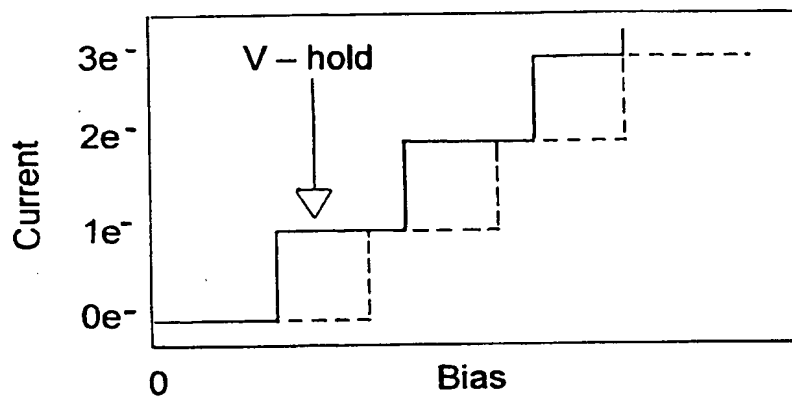 3e⁻
V – hold
2e⁻
1e⁻
0e⁻
Current
0
Bias